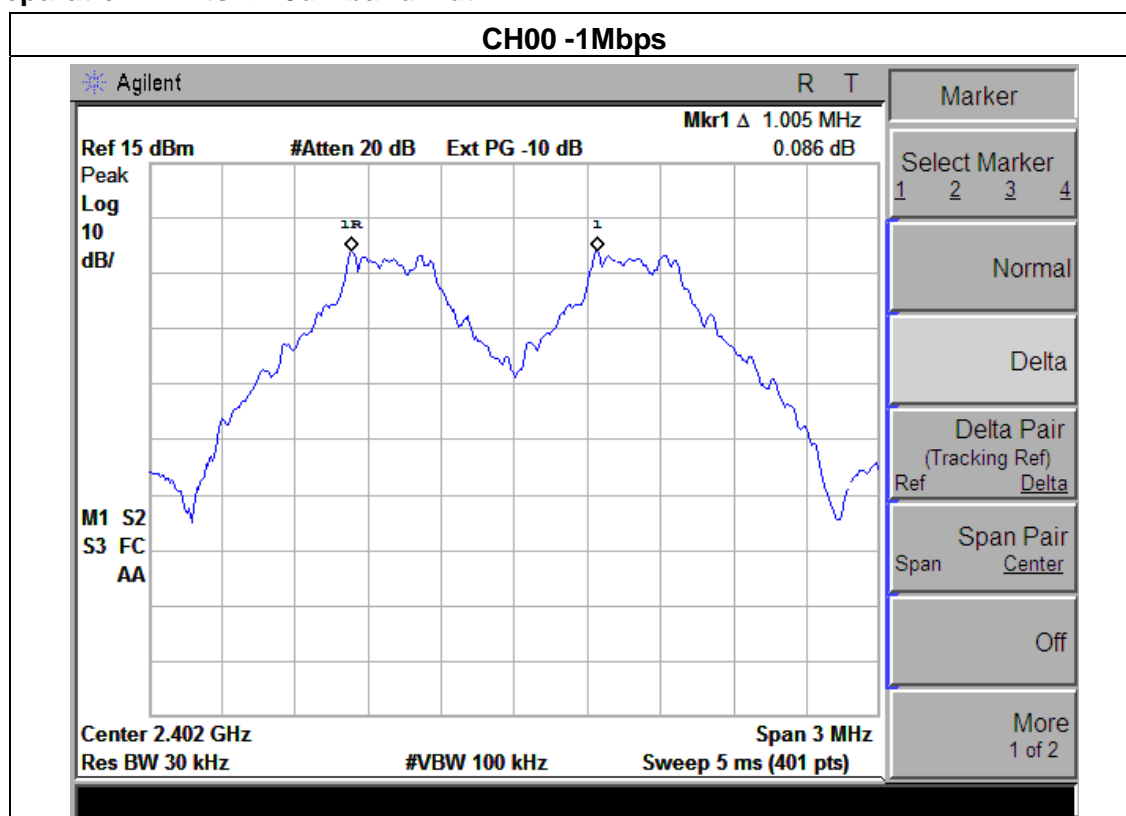 CH00 -1Mbps
Agilent R T
Mkr1 Δ 1.005 MHz
Ref 15 dBm #Atten 20 dB Ext PG -10 dB 0.086 dB
Peak
Log
10
dB/
1R
1
M1 S2
S3 FC
AA
Center 2.402 GHz Span 3 MHz
Res BW 30 kHz #VBW 100 kHz Sweep 5 ms (401 pts)
Marker
Select Marker
1 2 3 4
Normal
Delta
Delta Pair
(Tracking Ref)
Ref Delta
Span Pair
Span Center
Off
More
1 of 2